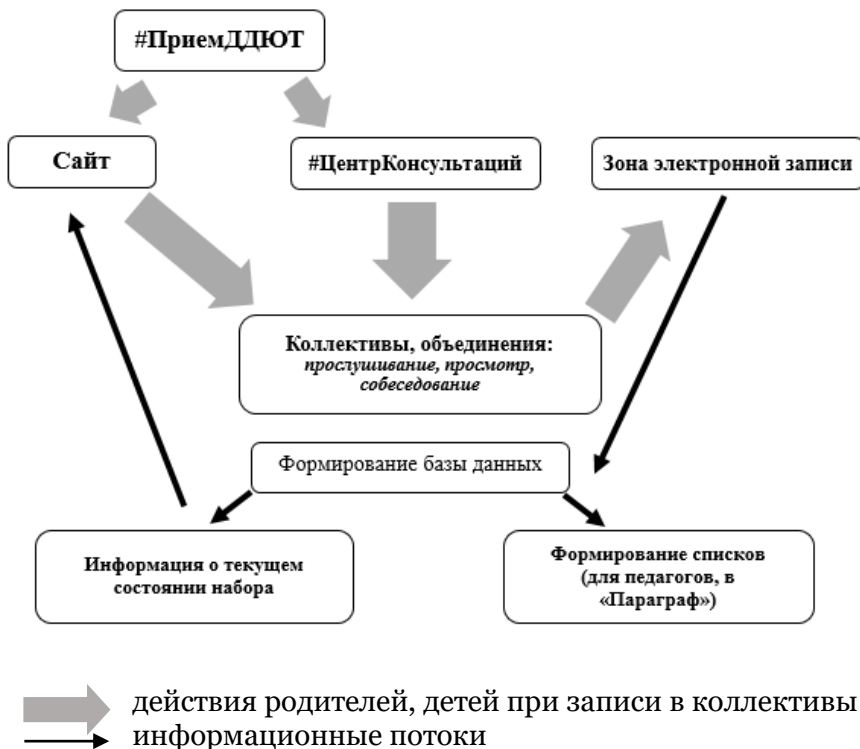 #ПриемДДЮТ
Сайт
#ЦентрКонсультаций
Зона электронной записи
Коллективы, объединения:
прослушивание, просмотр,
собеседование
Формирование базы данных
Информация о текущем
состоянии набора
Формирование списков
(для педагогов, в
«Параграф»)
действия родителей, детей при записи в коллективы
информационные потоки